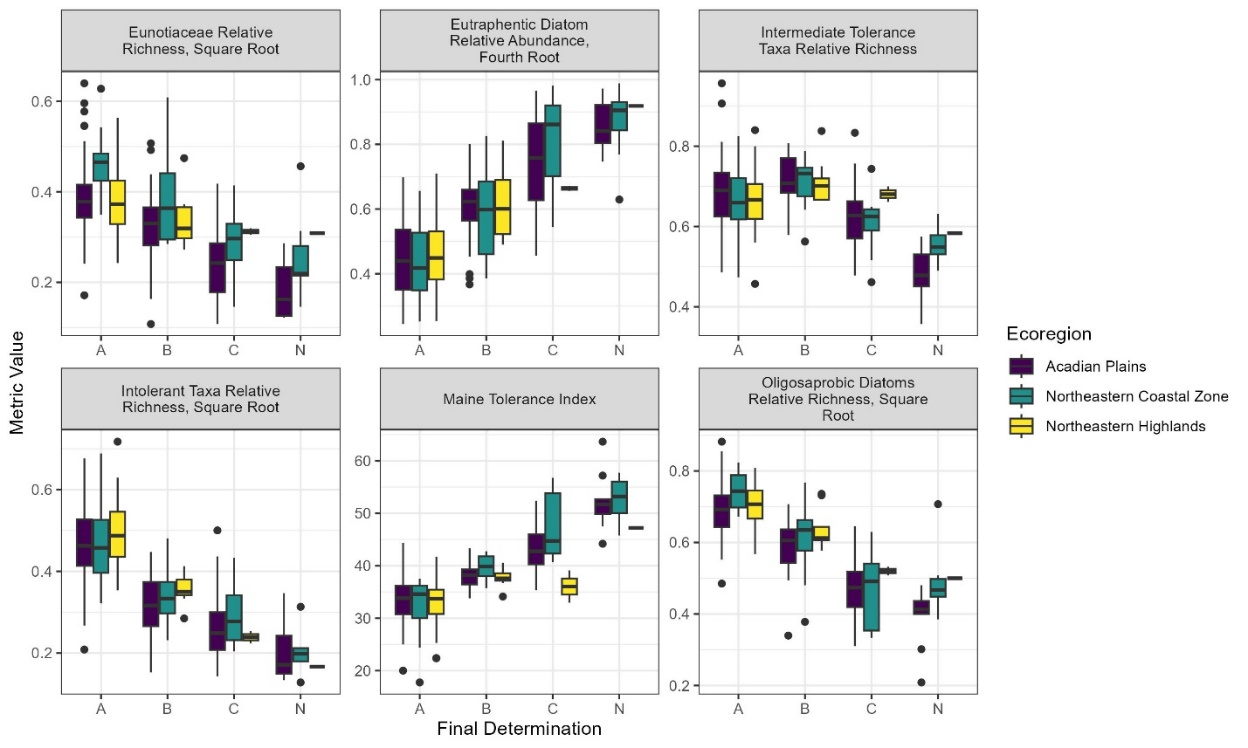 Eunotiaceae Relative
Richness, Square Root
Eutraphentic Diatom
Relative Abundance,
Fourth Root
Intermediate Tolerance
Taxa Relative Richness
0.6
0.4
0.2
1.0
0.8
0.6
0.4
0.8
0.6
0.4
A B C N
A B C N
A B C N
Intolerant Taxa Relative
Richness, Square Root
Maine Tolerance Index
Oligosaprobic Diatoms
Relative Richness, Square
Root
0.6
0.4
0.2
60
50
40
30
20
0.8
0.6
0.4
0.2
A B C N
A B C N
A B C N
Metric Value
Final Determination
Ecoregion
Acadian Plains
Northeastern Coastal Zone
Northeastern Highlands